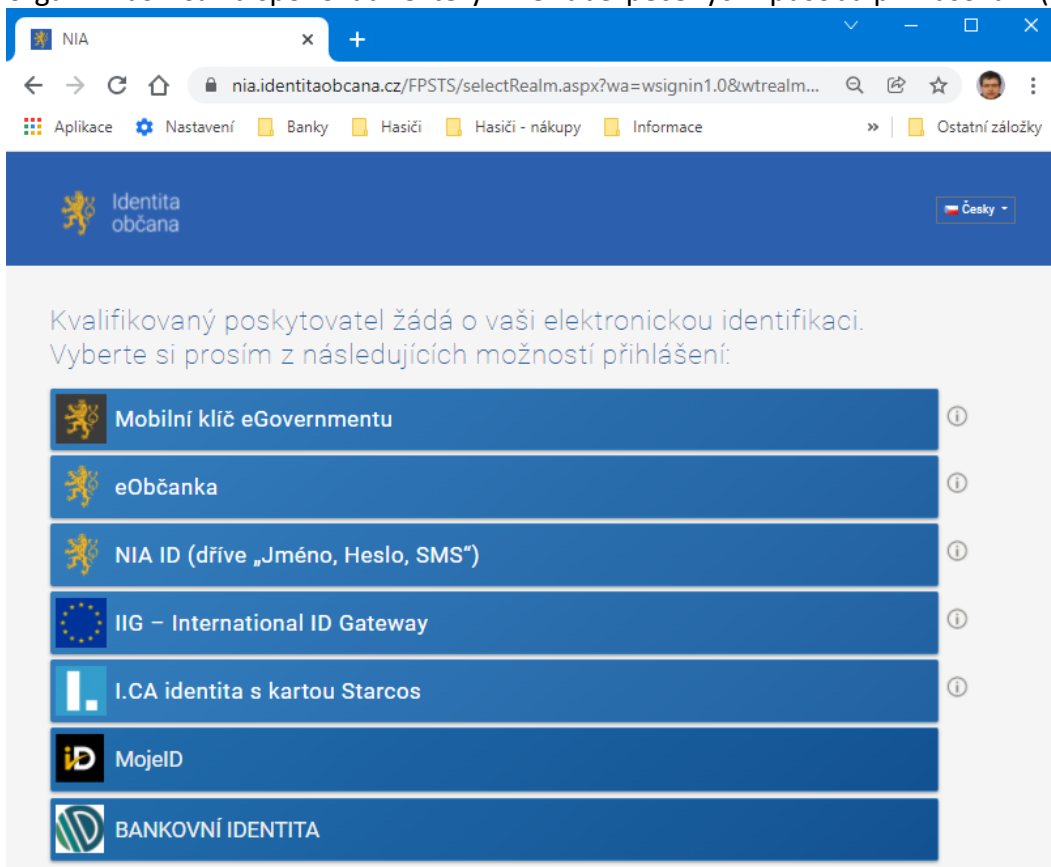 NIA
nia.identitaobcana.cz/FPSTS/selectRealm.aspx?wa=wsignin1.0&wtrealm...
Aplikace Nastavení Banky Hasiči Hasiči - nákupy Informace » Ostatní záložky
Identita
občana
Česky
Kvalifikovaný poskytovatel žádá o vaši elektronickou identifikaci.
Vyberte si prosím z následujících možností přihlášení:
Mobilní klíč eGovernmentu
eObčanka
NIA ID (dříve „Jméno, Heslo, SMS“)
IIG – International ID Gateway
I.CA identita s kartou Starcos
iD MojeID
BANKOVNÍ IDENTITA